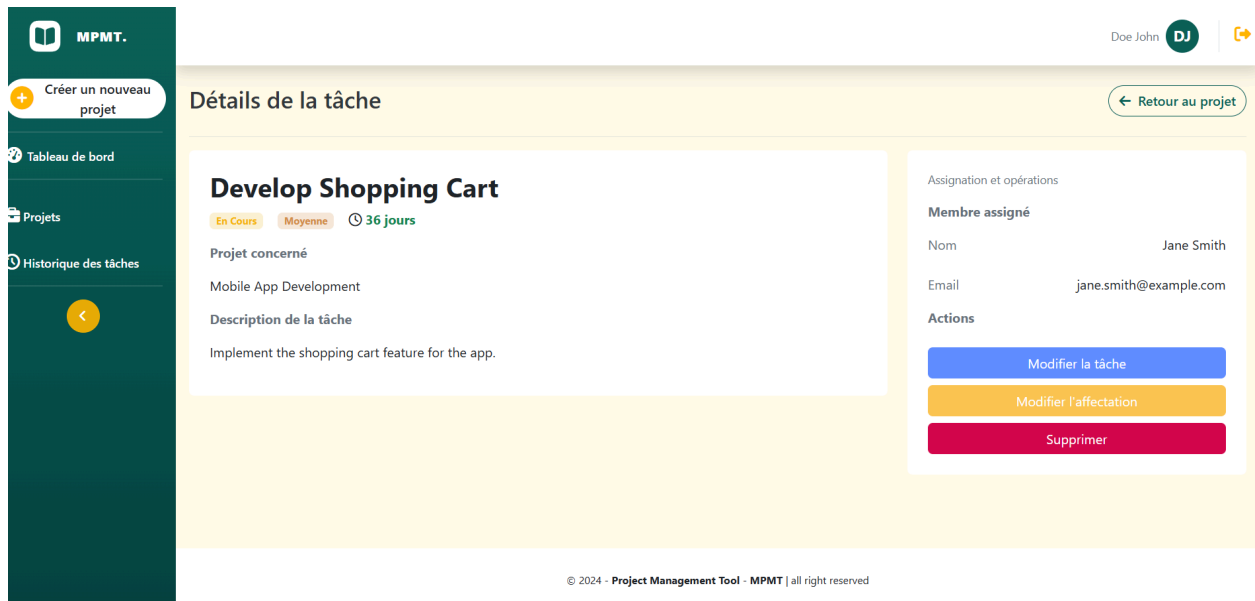 MPMT.
Créer un nouveau
projet
Tableau de bord
Projets
Historique des tâches
Doe John DJ
Détails de la tâche
Retour au projet
Develop Shopping Cart
En Cours Moyenne 36 jours
Projet concerné
Mobile App Development
Description de la tâche
Implement the shopping cart feature for the app.
Assignation et opérations
Membre assigné
Nom Jane Smith
Email jane.smith@example.com
Actions
Modifier la tâche
Modifier l'affectation
Supprimer
© 2024 - Project Management Tool - MPMT | all right reserved